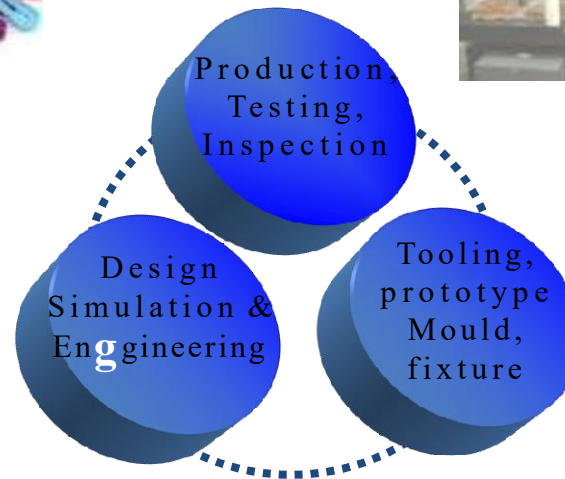 Production,
Testing,
Inspection
Design
Simulation &
Enggineering
Tooling,
prototype
Mould,
fixture